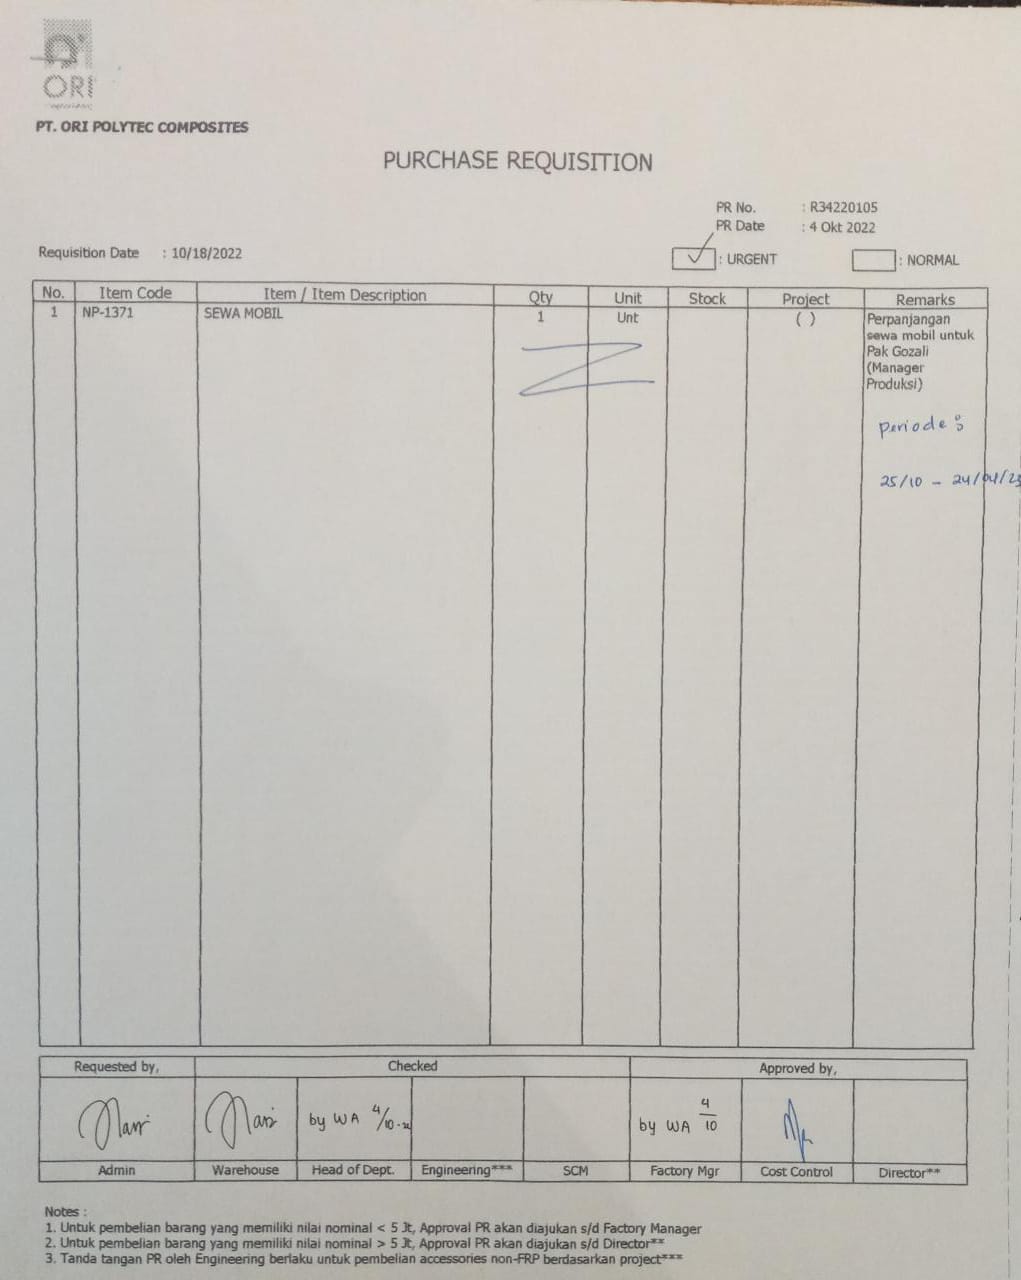 ORI
PT. ORI POLYTEC COMPOSITES
PURCHASE REQUISITION
PR No. : R34220105
PR Date : 4 Okt 2022
Requisition Date : 10/18/2022
: URGENT : NORMAL
No. Item Code Item / Item Description Qty Unit Stock Project Remarks
1 NP-1371 SEWA MOBIL 1 Unt ( ) Perpanjangan
sewa mobil untuk
Pak Gozali
(Manager
Produksi)
periode :
25/10 - 24/04/23
Requested by, Checked Approved by,
by WA 4/10 by WA 4/10
Admin Warehouse Head of Dept. Engineering*** SCM Factory Mgr Cost Control Director**
Notes :
1. Untuk pembelian barang yang memiliki nilai nominal < 5 Jt, Approval PR akan diajukan s/d Factory Manager
2. Untuk pembelian barang yang memiliki nilai nominal > 5 Jt, Approval PR akan diajukan s/d Director**
3. Tanda tangan PR oleh Engineering berlaku untuk pembelian accessories non-FRP berdasarkan project***